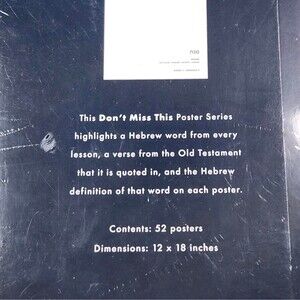 This Don't Miss This Poster Series
highlights a Hebrew word from every
lesson, a verse from the Old Testament
that it is quoted in, and the Hebrew
definition of that word on each poster.
Contents: 52 posters
Dimensions: 12 x 18 inches